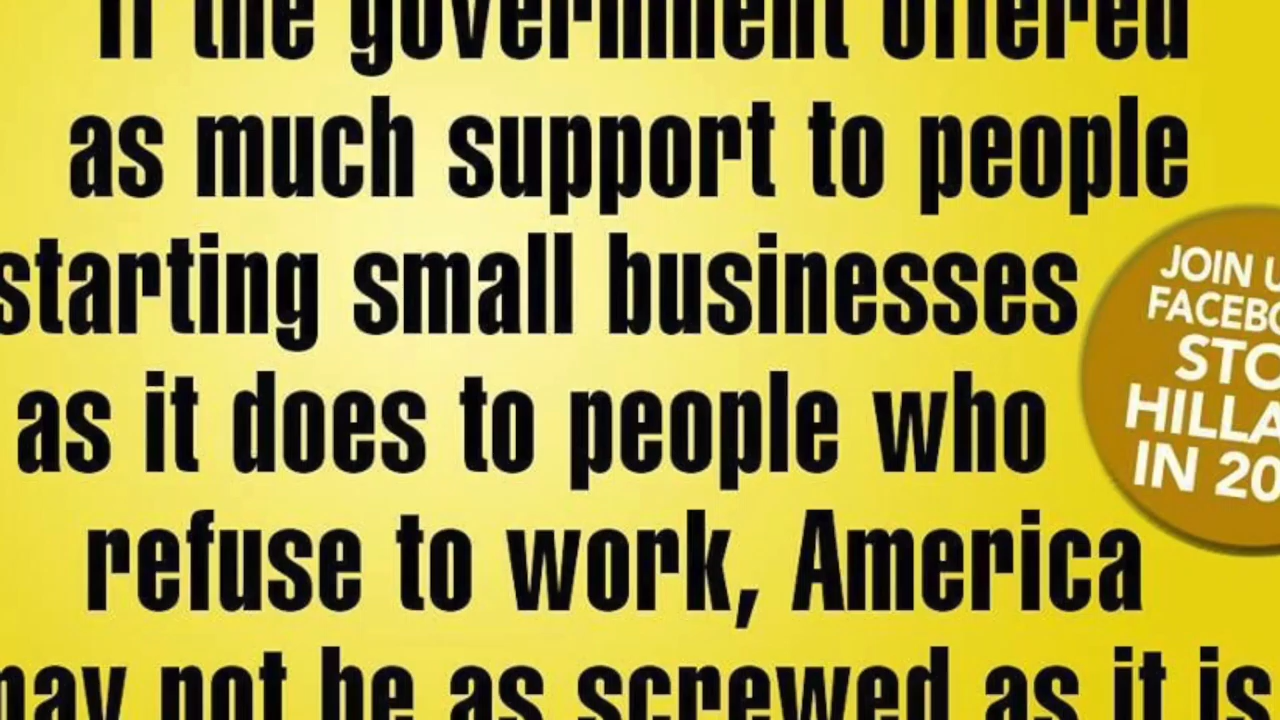 If the government offered
as much support to people
starting small businesses
as it does to people who
refuse to work, America
may not be as screwed as it is
JOIN
STO
HILLA
IN 20